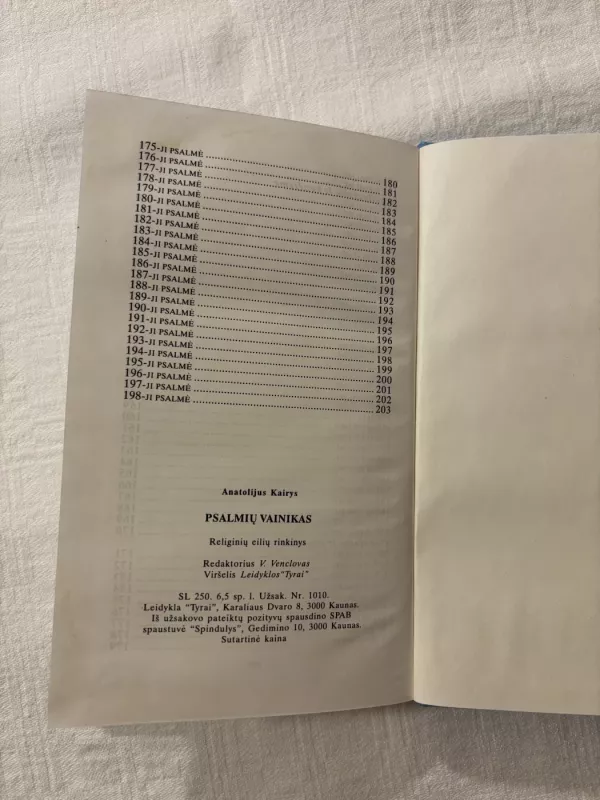 175-JI PSALMĖ ........ 180
176-JI PSALMĖ ........ 181
177-JI PSALMĖ ........ 182
178-JI PSALMĖ ........ 183
179-JI PSALMĖ ........ 184
180-JI PSALMĖ ........ 185
181-JI PSALMĖ ........ 186
182-JI PSALMĖ ........ 187
183-JI PSALMĖ ........ 188
184-JI PSALMĖ ........ 189
185-JI PSALMĖ ........ 190
186-JI PSALMĖ ........ 191
187-JI PSALMĖ ........ 192
188-JI PSALMĖ ........ 193
189-JI PSALMĖ ........ 194
190-JI PSALMĖ ........ 195
191-JI PSALMĖ ........ 196
192-JI PSALMĖ ........ 197
193-JI PSALMĖ ........ 198
194-JI PSALMĖ ........ 199
195-JI PSALMĖ ........ 200
196-JI PSALMĖ ........ 201
197-JI PSALMĖ ........ 202
198-JI PSALMĖ ........ 203
Anatolijus Kairys
PSALMIŲ VAINIKAS
Religinių eilių rinkinys
Redaktorius V. Venclovas
Viršelis Leidyklos "Tyrai"
SL 250. 6,5 sp. l. Užsak. Nr. 1010.
Leidykla "Tyrai", Karaliaus Dvaro 8, 3000 Kaunas.
Iš užsakovo pateiktų pozityvų spausdino SPAB
spaustuvė "Spindulys", Gedimino 10, 3000 Kaunas.
Sutartinė kaina